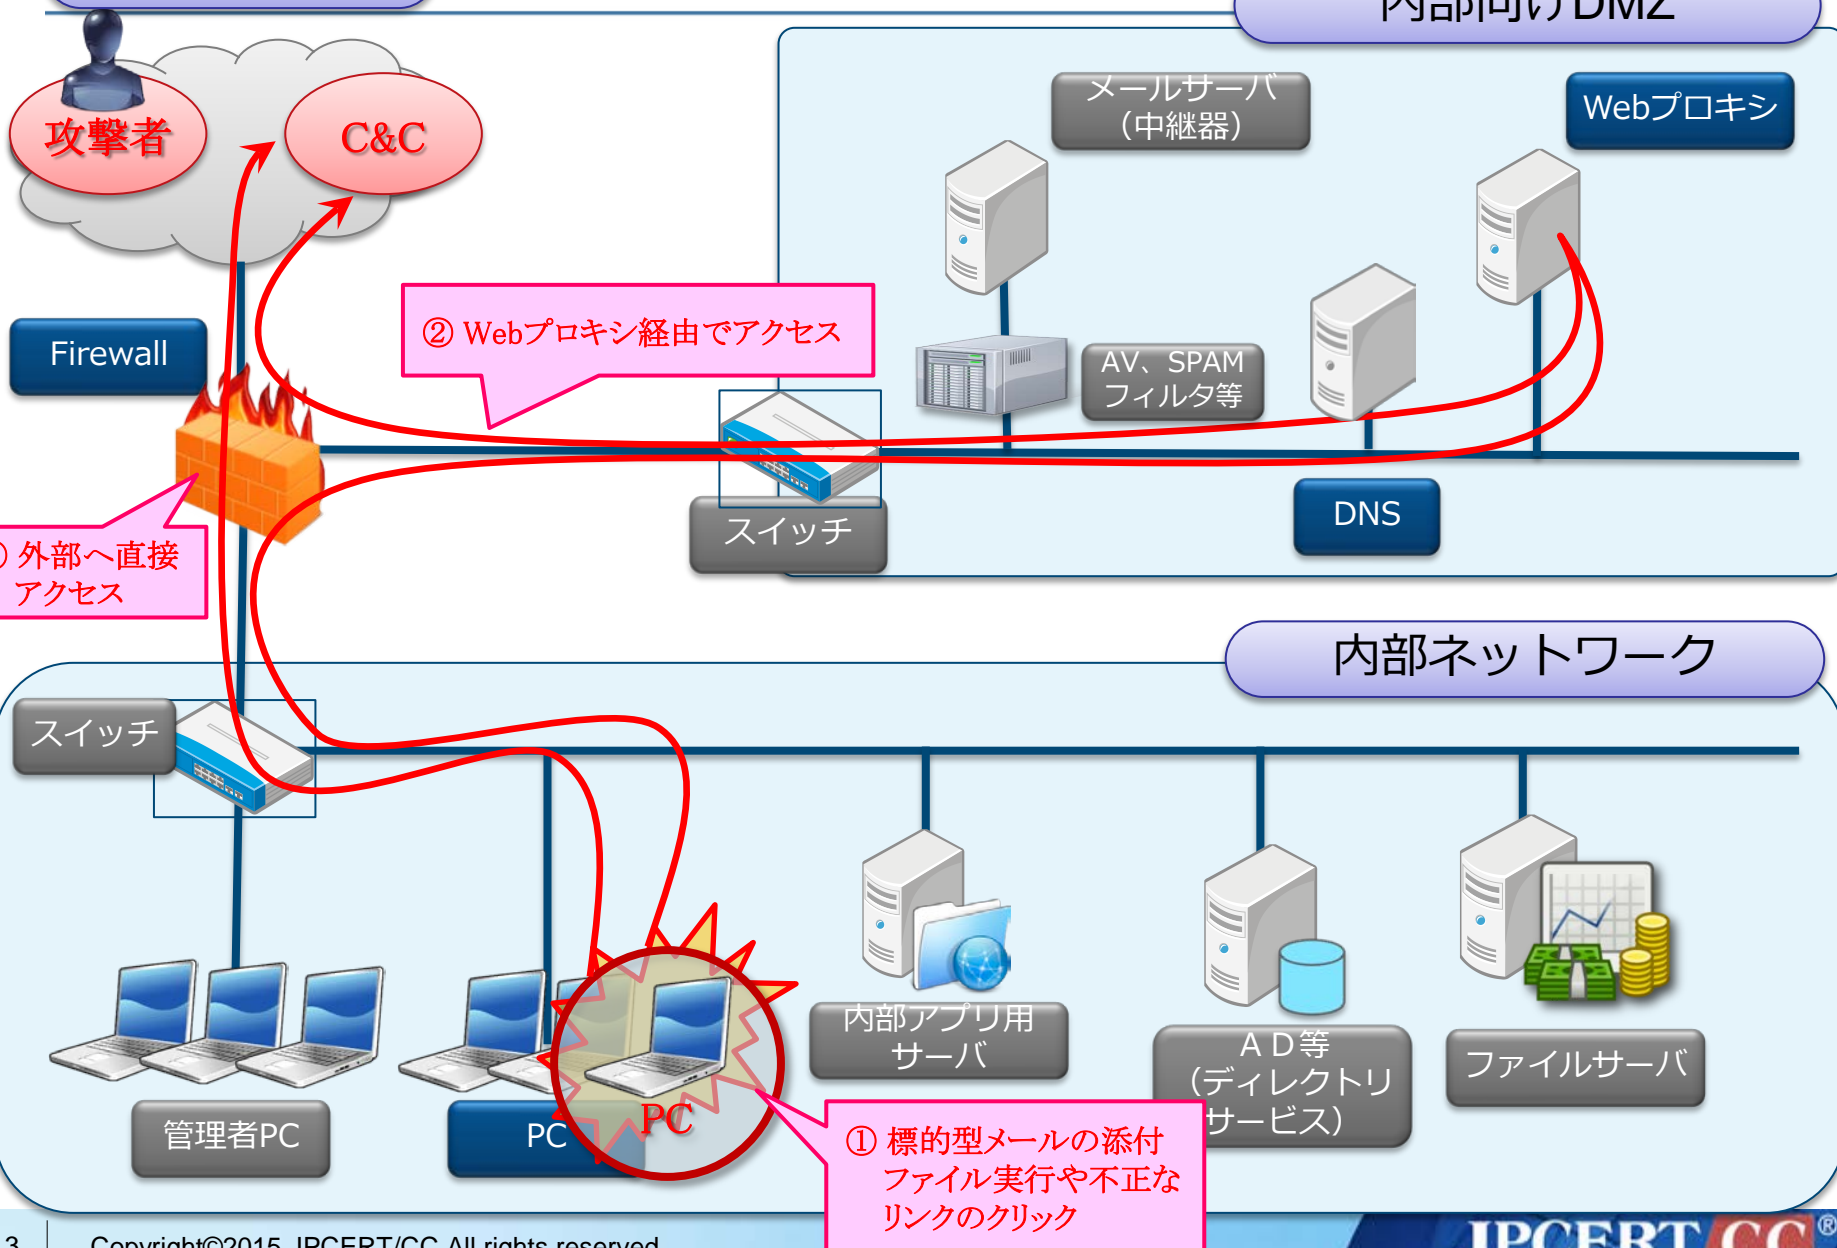 内部向けDMZ
攻撃者
C&C
メールサーバ
（中継器）
Webプロキシ
② Webプロキシ経由でアクセス
Firewall
AV、SPAM
フィルタ等
スイッチ
DNS
外部へ直接
アクセス
内部ネットワーク
スイッチ
内部アプリ用
サーバ
ＡＤ等
（ディレクトリ
サービス）
ファイルサーバ
管理者PC
PC
PC
① 標的型メールの添付
ファイル実行や不正な
リンクのクリック
3
Copyright©2015 JPCERT/CC All rights reserved
JPCERT CC®